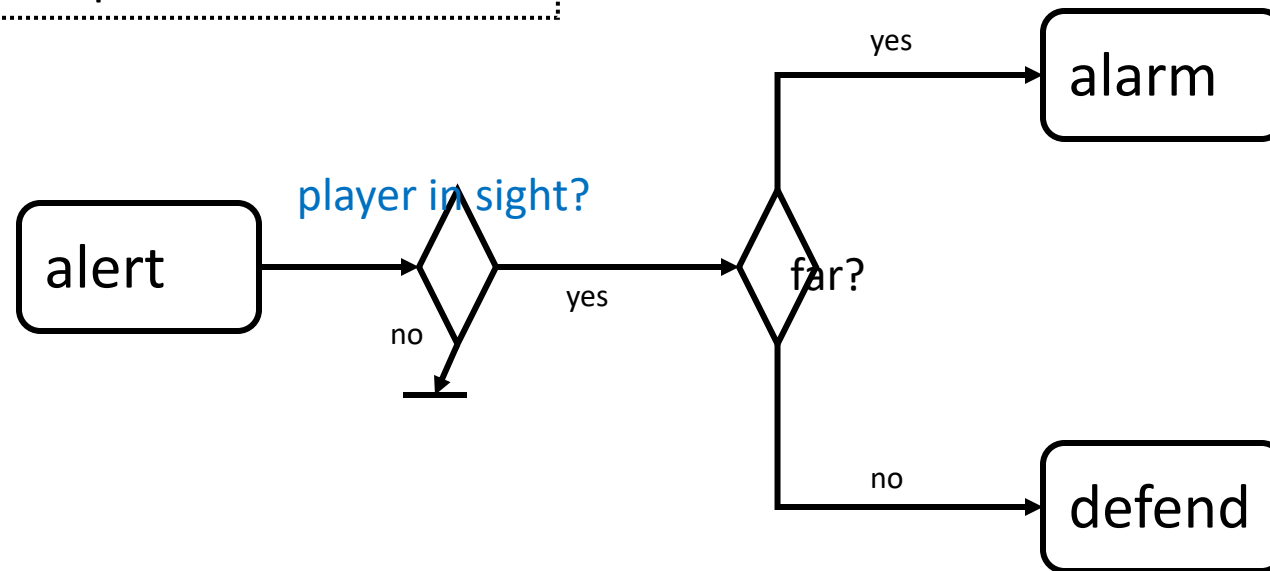 yes
alarm
player in sight?
alert
far?
yes
no
no
defend